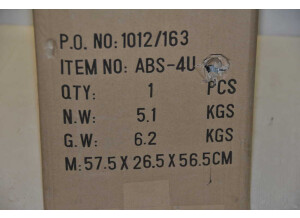 P.O. NO: 1012/163
ITEM NO: ABS-4U
QTY: 1 PCS
N.W: 5.1 KGS
G.W: 6.2 KGS
M: 57.5 X 26.5 X 56.5CM